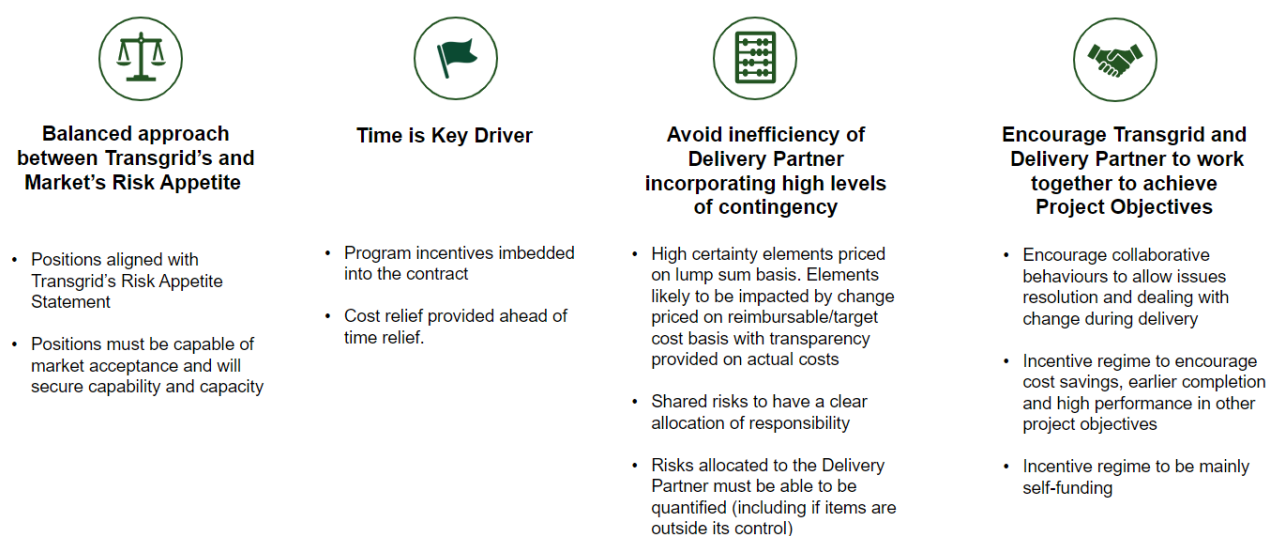 Balanced approach
between Transgrid's and
Market's Risk Appetite
• Positions aligned with
Transgrid's Risk Appetite
Statement
• Positions must be capable of
market acceptance and will
secure capability and capacity
Time is Key Driver
• Program incentives imbedded
into the contract
• Cost relief provided ahead of
time relief.
Avoid inefficiency of
Delivery Partner
incorporating high levels
of contingency
• High certainty elements priced
on lump sum basis. Elements
likely to be impacted by change
priced on reimbursable/target
cost basis with transparency
provided on actual costs
• Shared risks to have a clear
allocation of responsibility
• Risks allocated to the Delivery
Partner must be able to be
quantified (including if items are
outside its control)
Encourage Transgrid and
Delivery Partner to work
together to achieve
Project Objectives
• Encourage collaborative
behaviours to allow issues
resolution and dealing with
change during delivery
• Incentive regime to encourage
cost savings, earlier completion
and high performance in other
project objectives
• Incentive regime to be mainly
self-funding